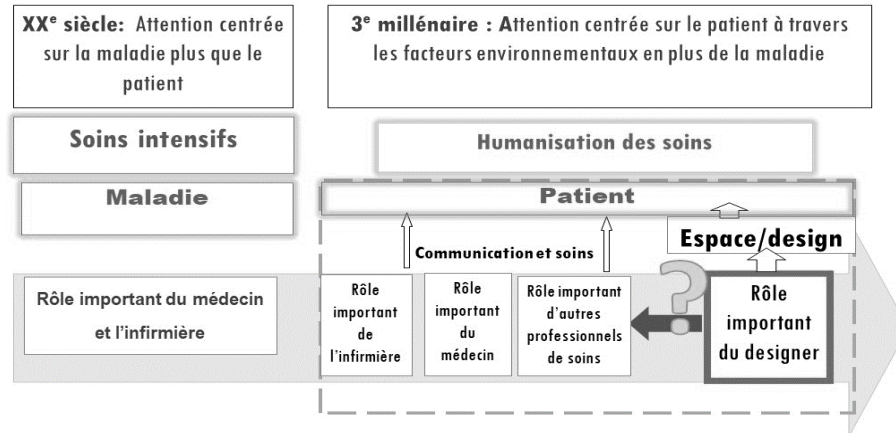 XXe siècle: Attention centrée
sur la maladie plus que le
patient
3e millénaire : Attention centrée sur le patient à travers
les facteurs environnementaux en plus de la maladie
Soins intensifs
Humanisation des soins
Maladie
Patient
Espace/design
Communication et soins
Rôle important du médecin
et l'infirmière
Rôle
important
de
l'infirmière
Rôle
important
du
médecin
Rôle important
d'autres
professionnels
de soins
?
Rôle
important
du designer